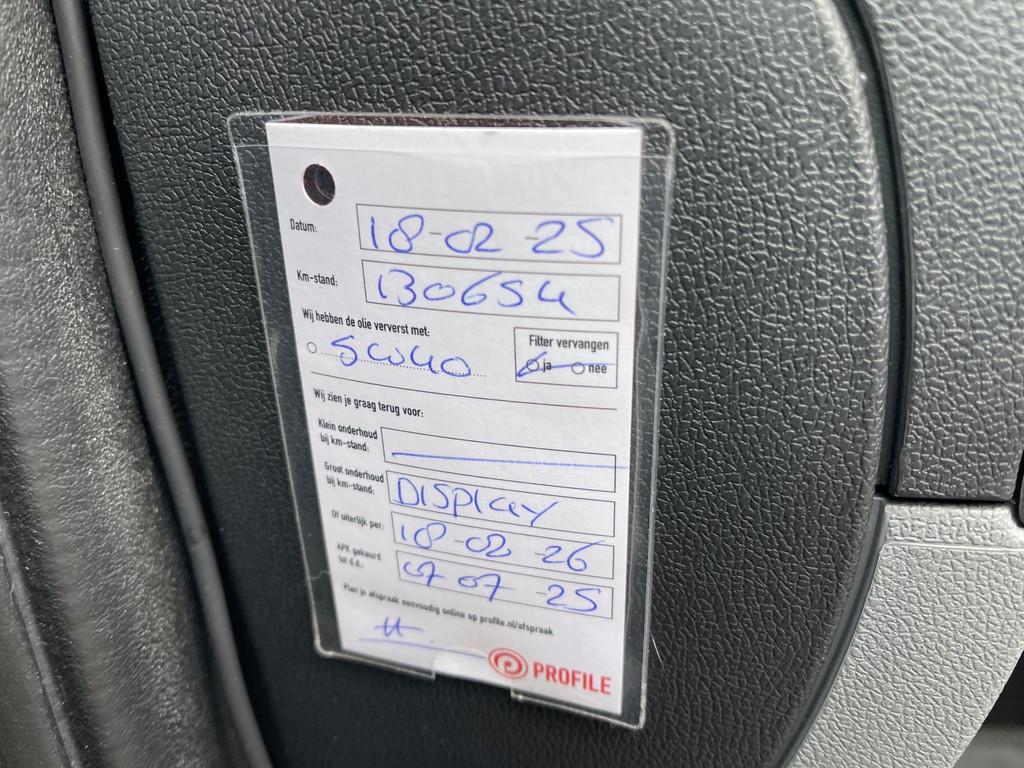 Datum: 18-02-25
Km-stand: 130654
Wij hebben de olie ververst met:
5W40
Filter vervangen
ja nee
Wij zien je graag terug voor:
Klein onderhoud
bij km-stand:
Groot onderhoud
bij km-stand: DISPLAY
Of uiterlijk per: 18-02-26
APK gekeurd
tot d.d.: 07 07-25
Plan je afspraak eenvoudig online op profile.nl/afspraak
PROFILE